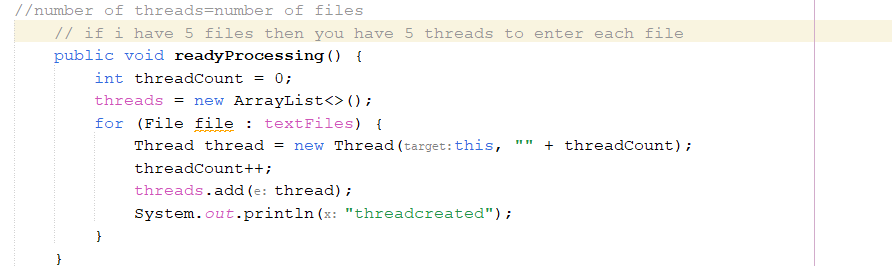 //number of threads=number of files
// if i have 5 files then you have 5 threads to enter each file
public void readyProcessing() {
int threadCount = 0;
threads = new ArrayList<>();
for (File file : textFiles) {
Thread thread = new Thread(target: this, "" + threadCount);
threadCount++;
threads.add(e: thread);
System.out.println(x: "threadcreated");
}
}